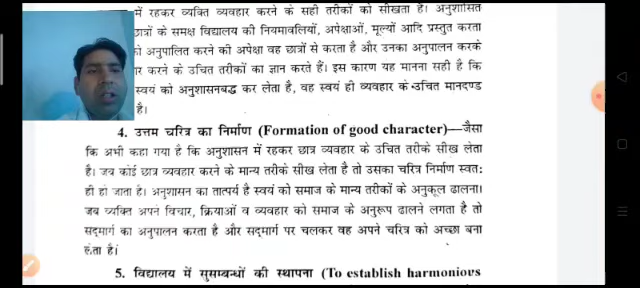 में रहकर व्यक्ति व्यवहार करने के सही तरीकों को सीखता है। अनुशासित
छात्रों के समक्ष विद्यालय की नियमावलियों, अपेक्षाओं, मूल्यों आदि प्रस्तुत करता
अनुपालित करने की अपेक्षा वह छात्रों से करता है और उनका अनुपालन करके
करने के उचित तरीकों का ज्ञान करते हैं। इस कारण यह मानना सही है कि
स्वयं को अनुशासनबद्ध कर लेता है, वह स्वयं ही व्यवहार के उचित मानदण्ड
है।
4. उत्तम चरित्र का निर्माण (Formation of good character)—जैसा
कि अभी कहा गया है कि अनुशासन में रहकर छात्र व्यवहार के उचित तरीके सीख लेता
है। जब कोई छात्र व्यवहार करने के मान्य तरीके सीख लेता है तो उसका चरित्र निर्माण स्वतः
ही हो जाता है। अनुशासन का तात्पर्य है स्वयं को समाज के मान्य तरीकों के अनुकूल ढालना।
जब व्यक्ति अपने विचार, क्रियाओं व व्यवहार को समाज के अनुरूप ढालने लगता है तो
सद्मार्ग का अनुपालन करता है और सद्मार्ग पर चलकर वह अपने चरित्र को अच्छा बना
लेता है।
5. विद्यालय में सुसम्बन्धों की स्थापना (To establish harmonious